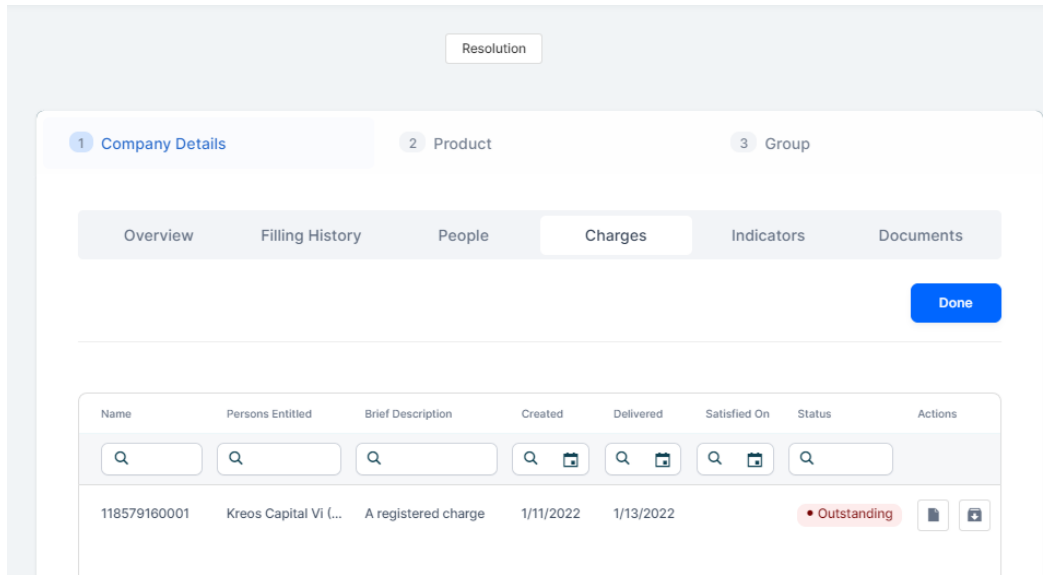 Resolution
1 Company Details 2 Product 3 Group
Overview Filling History People Charges Indicators Documents
Done
Name Persons Entitled Brief Description Created Delivered Satisfied On Status Actions
118579160001 Kreos Capital Vi (... A registered charge 1/11/2022 1/13/2022 • Outstanding